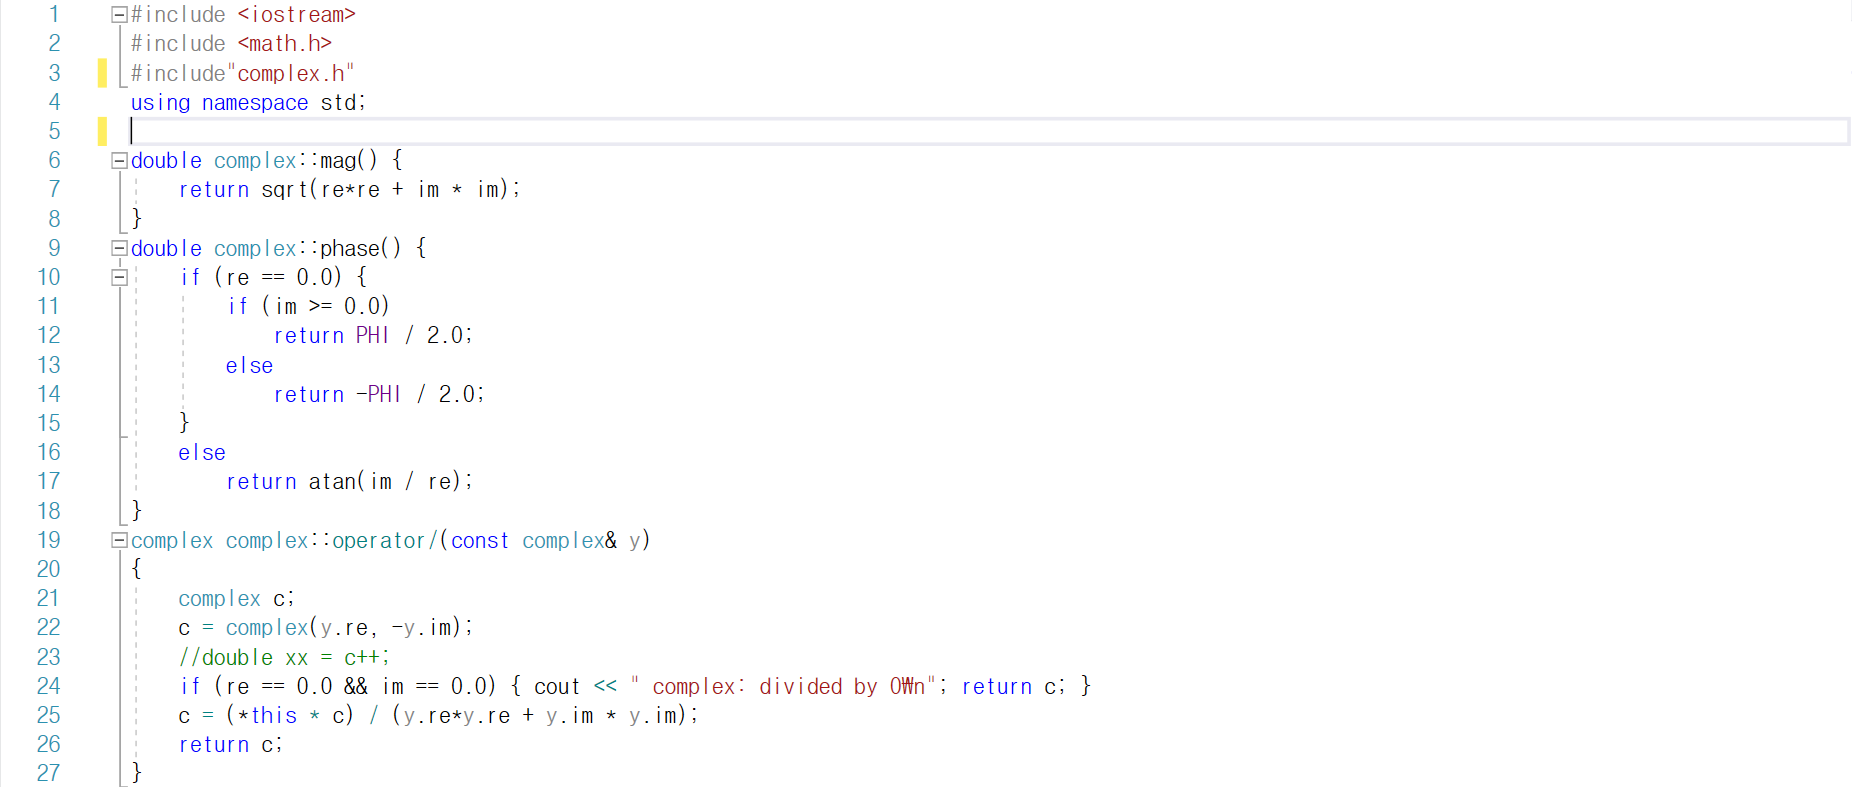 1 #include <iostream>
2 #include <math.h>
3 #include"complex.h"
4 using namespace std;
5
6 double complex::mag() {
7     return sqrt(re*re + im * im);
8 }
9 double complex::phase() {
10     if (re == 0.0) {
11         if (im >= 0.0)
12             return PHI / 2.0;
13         else
14             return -PHI / 2.0;
15     }
16     else
17         return atan(im / re);
18 }
19 complex complex::operator/(const complex& y)
20 {
21     complex c;
22     c = complex(y.re, -y.im);
23     //double xx = c++;
24     if (re == 0.0 && im == 0.0) { cout << " complex: divided by 0₩n"; return c; }
25     c = (*this * c) / (y.re*y.re + y.im * y.im);
26     return c;
27 }